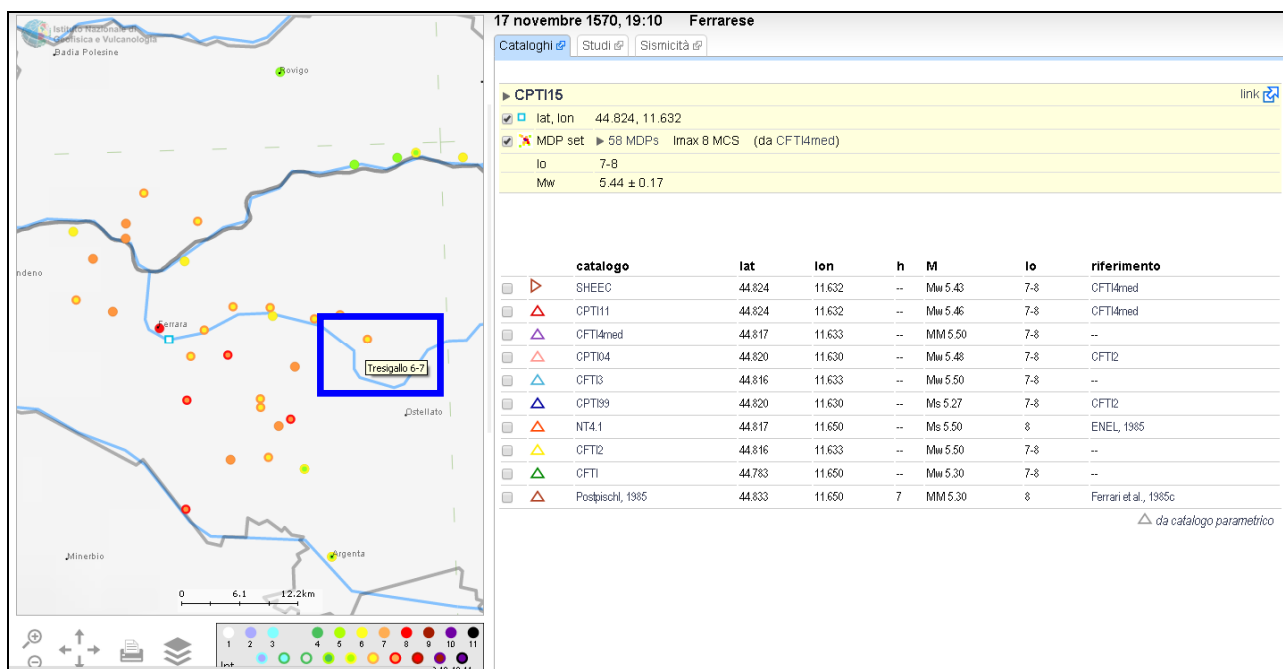 17 novembre 1570, 19:10 Ferrarese
Istituto Nazionale di
Geofisica e Vulcanologia
Badia Polesine
Rovigo
Ferrara
Tresigallo 6-7
Ostellato
Minerbio
Argenta
ndeno
0 6.1 12.2km
1 2 3 4 5 6 7 8 9 10 11
Int
Cataloghi Studi Sismicità
CPTI15 link
lat, lon 44.824, 11.632
MDP set 58 MDPs Imax 8 MCS (da CFTI4med)
Io 7-8
Mw 5.44 ± 0.17
catalogo lat lon h M Io riferimento
SHEEC 44.824 11.632 -- Mw 5.43 7-8 CFTI4med
CPTI11 44.824 11.632 -- Mw 5.46 7-8 CFTI4med
CFTI4med 44.817 11.633 -- MM 5.50 7-8 --
CPTI04 44.820 11.630 -- Mw 5.48 7-8 CFTI2
CFTI3 44.816 11.633 -- Mw 5.50 7-8 --
CPTI99 44.820 11.630 -- Ms 5.27 7-8 CFTI2
NT4.1 44.817 11.650 -- Ms 5.50 8 ENEL, 1985
CFTI2 44.816 11.633 -- Mw 5.50 7-8 --
CFTI 44.783 11.650 -- Mw 5.30 7-8 --
Postpischl, 1985 44.833 11.650 7 MM 5.30 8 Ferrari et al., 1985c
da catalogo parametrico